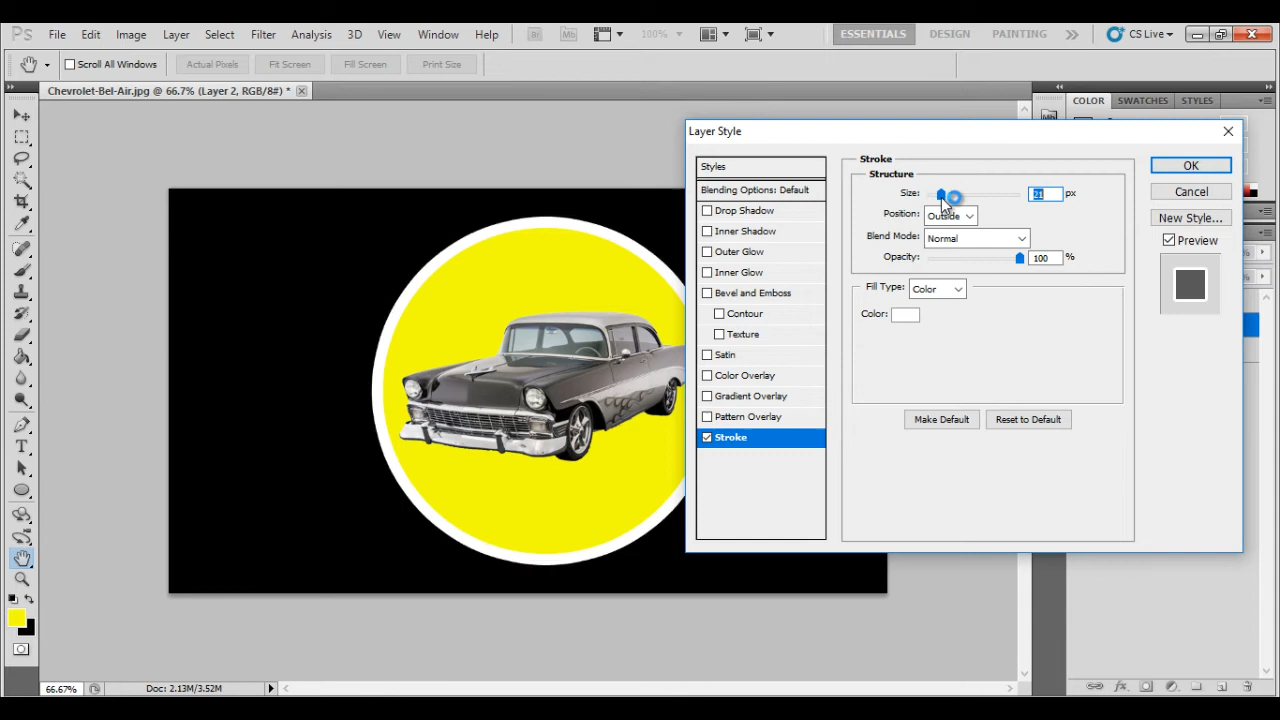 Ps File Edit Image Layer Select Filter Analysis 3D View Window Help Br Mb 100% ESSENTIALS DESIGN PAINTING CS Live
Scroll All Windows Actual Pixels Fit Screen Fill Screen Print Size
Chevrolet-Bel-Air.jpg @ 66.7% (Layer 2, RGB/8#) *
COLOR SWATCHES STYLES
Layer Style
Styles
Blending Options: Default
Drop Shadow
Inner Shadow
Outer Glow
Inner Glow
Bevel and Emboss
Contour
Texture
Satin
Color Overlay
Gradient Overlay
Pattern Overlay
Stroke
Stroke
Structure
Size: 21 px
Position: Outside
Blend Mode: Normal
Opacity: 100 %
Fill Type: Color
Color:
Make Default Reset to Default
OK
Cancel
New Style...
Preview
66.67% Doc: 2.13M/3.52M